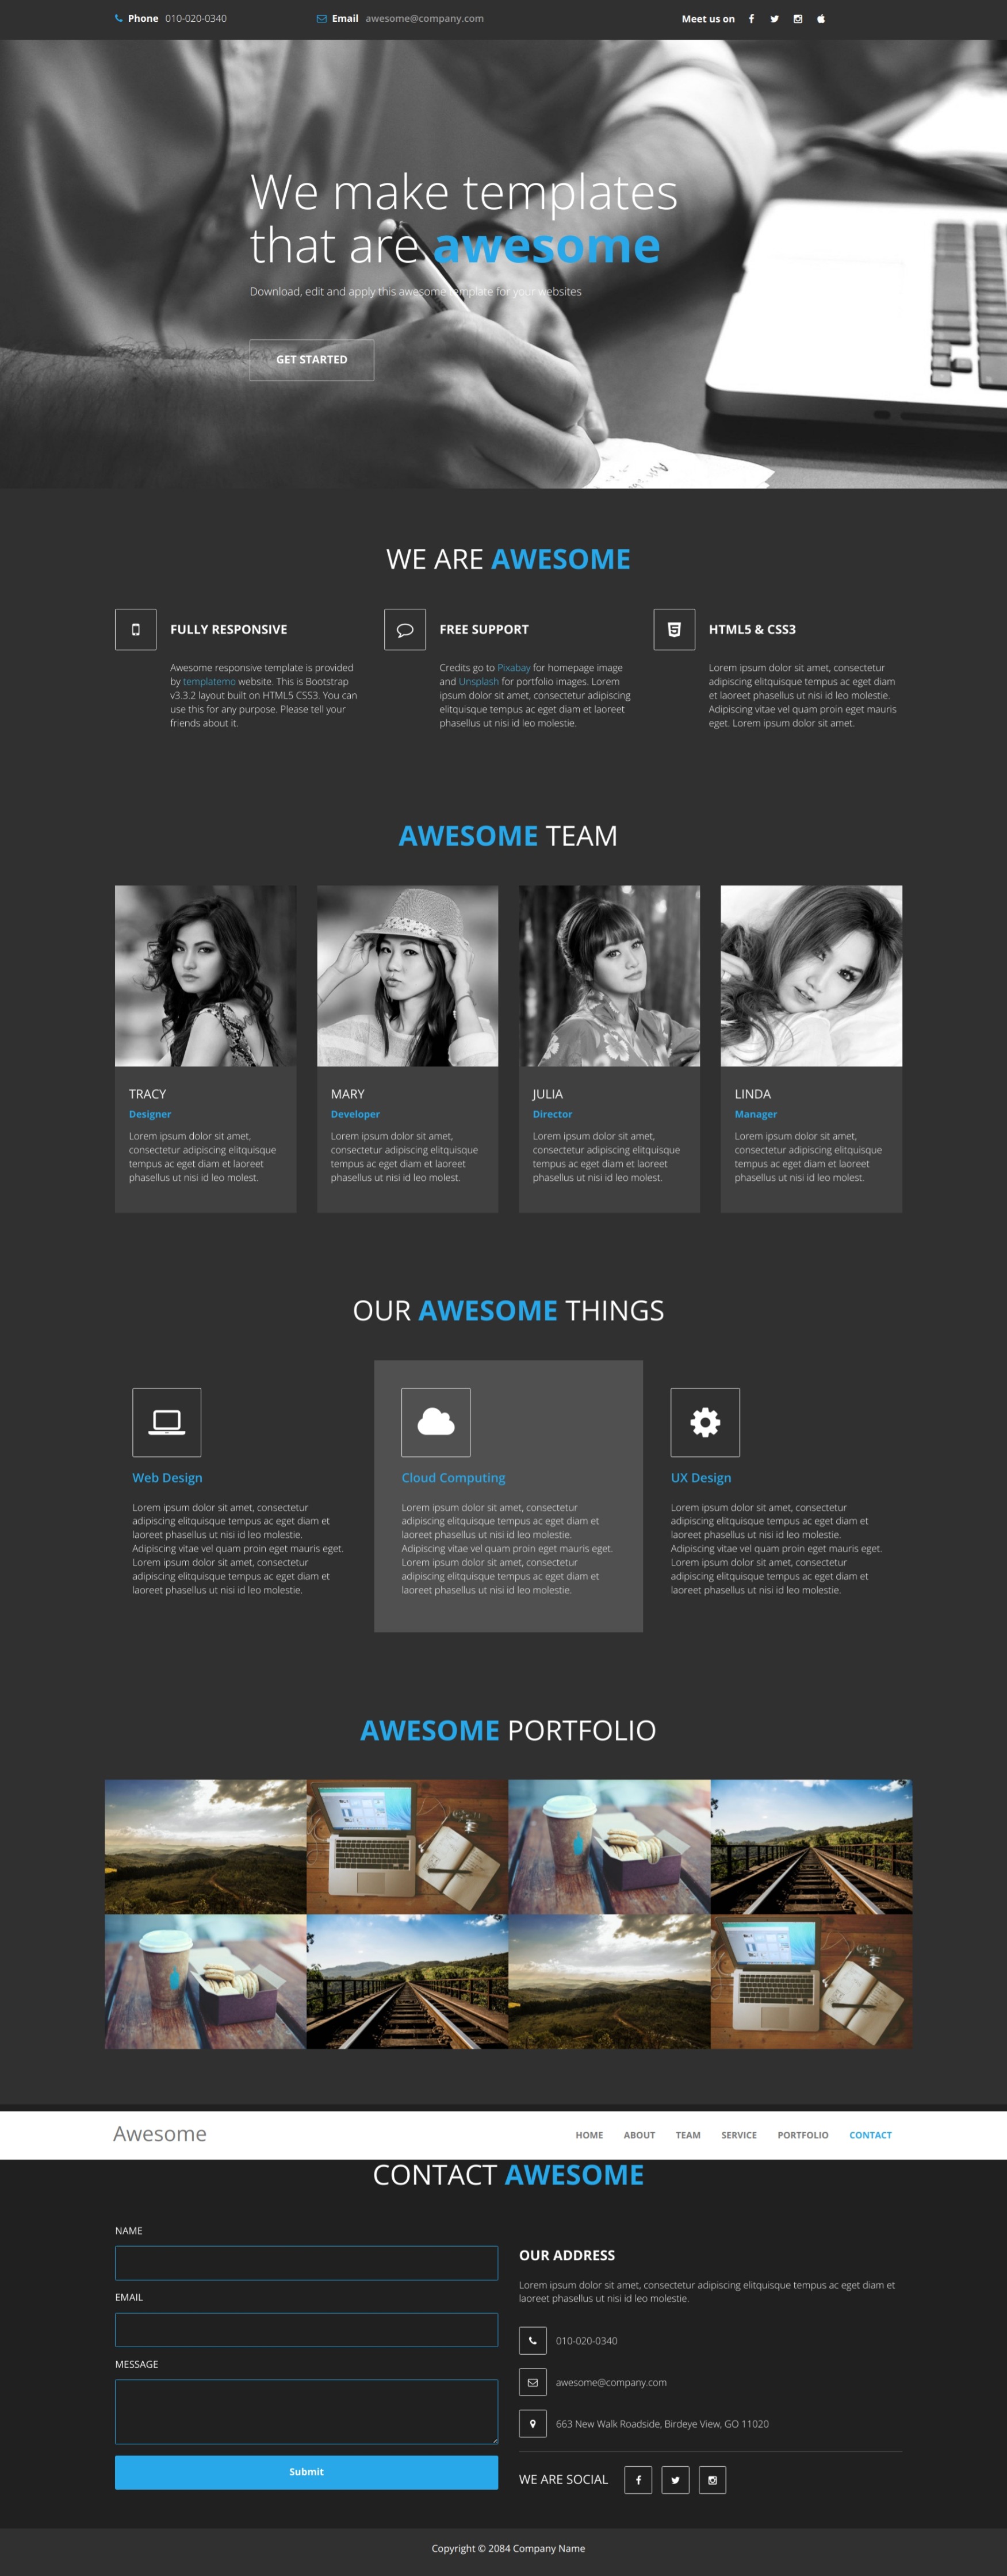 Phone 010-020-0340
Email awesome@company.com
Meet us on
We make templates
that are awesome
Download, edit and apply this awesome template for your websites
GET STARTED
WE ARE AWESOME
FULLY RESPONSIVE
Awesome responsive template is provided
by templatemo website. This is Bootstrap
v3.3.2 layout built on HTML5 CSS3. You can
use this for any purpose. Please tell your
friends about it.
FREE SUPPORT
Credits go to Pixabay for homepage image
and Unsplash for portfolio images. Lorem
ipsum dolor sit amet, consectetur adipiscing
elitquisque tempus ac eget diam et laoreet
phasellus ut nisi id leo molestie.
HTML5 & CSS3
Lorem ipsum dolor sit amet, consectetur
adipiscing elitquisque tempus ac eget diam
et laoreet phasellus ut nisi id leo molestie.
Adipiscing vitae vel quam proin eget mauris
eget. Lorem ipsum dolor sit amet.
AWESOME TEAM
TRACY
Designer
Lorem ipsum dolor sit amet,
consectetur adipiscing elitquisque
tempus ac eget diam et laoreet
phasellus ut nisi id leo molest.
MARY
Developer
Lorem ipsum dolor sit amet,
consectetur adipiscing elitquisque
tempus ac eget diam et laoreet
phasellus ut nisi id leo molest.
JULIA
Director
Lorem ipsum dolor sit amet,
consectetur adipiscing elitquisque
tempus ac eget diam et laoreet
phasellus ut nisi id leo molest.
LINDA
Manager
Lorem ipsum dolor sit amet,
consectetur adipiscing elitquisque
tempus ac eget diam et laoreet
phasellus ut nisi id leo molest.
OUR AWESOME THINGS
Web Design
Lorem ipsum dolor sit amet, consectetur
adipiscing elitquisque tempus ac eget diam et
laoreet phasellus ut nisi id leo molestie.
Adipiscing vitae vel quam proin eget mauris eget.
Lorem ipsum dolor sit amet, consectetur
adipiscing elitquisque tempus ac eget diam et
laoreet phasellus ut nisi id leo molestie.
Cloud Computing
Lorem ipsum dolor sit amet, consectetur
adipiscing elitquisque tempus ac eget diam et
laoreet phasellus ut nisi id leo molestie.
Adipiscing vitae vel quam proin eget mauris eget.
Lorem ipsum dolor sit amet, consectetur
adipiscing elitquisque tempus ac eget diam et
laoreet phasellus ut nisi id leo molestie.
UX Design
Lorem ipsum dolor sit amet, consectetur
adipiscing elitquisque tempus ac eget diam et
laoreet phasellus ut nisi id leo molestie.
Adipiscing vitae vel quam proin eget mauris eget.
Lorem ipsum dolor sit amet, consectetur
adipiscing elitquisque tempus ac eget diam et
laoreet phasellus ut nisi id leo molestie.
AWESOME PORTFOLIO
Awesome
HOME ABOUT TEAM SERVICE PORTFOLIO CONTACT
CONTACT AWESOME
NAME
EMAIL
MESSAGE
Submit
OUR ADDRESS
Lorem ipsum dolor sit amet, consectetur adipiscing elitquisque tempus ac eget diam et
laoreet phasellus ut nisi id leo molestie.
010-020-0340
awesome@company.com
663 New Walk Roadside, Birdeye View, GO 11020
WE ARE SOCIAL
Copyright © 2084 Company Name